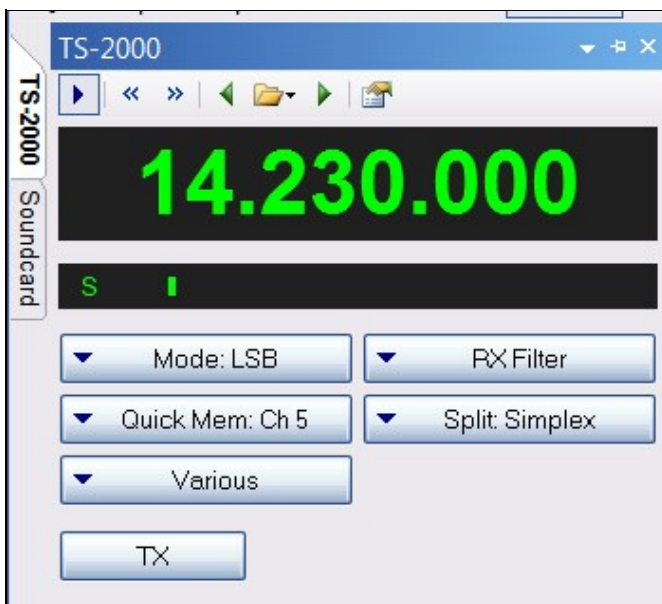 TS-2000
TS-2000
Soundcard
14.230.000
S
Mode: LSB
RX Filter
Quick Mem: Ch 5
Split: Simplex
Various
TX